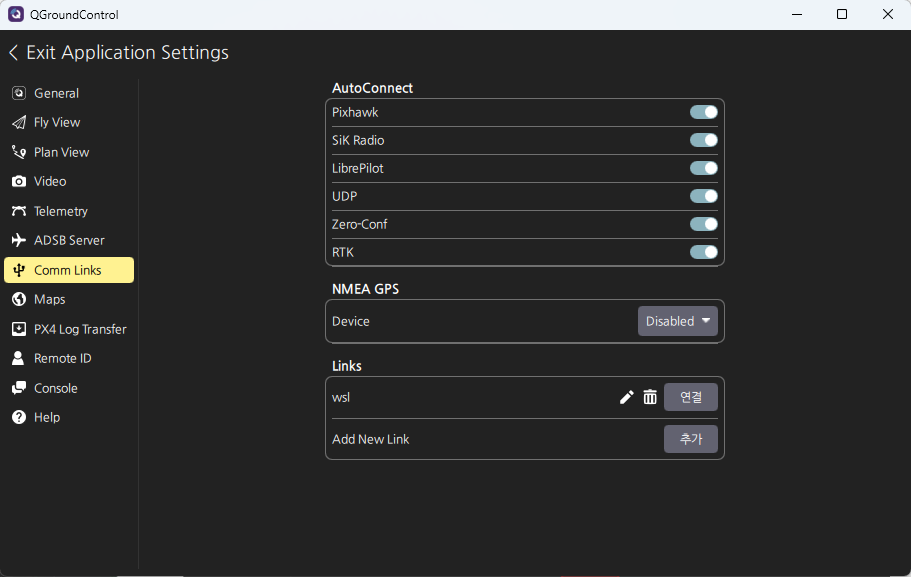 QGroundControl
Exit Application Settings
General
Fly View
Plan View
Video
Telemetry
ADSB Server
Comm Links
Maps
PX4 Log Transfer
Remote ID
Console
Help
AutoConnect
Pixhawk
SiK Radio
LibrePilot
UDP
Zero-Conf
RTK
NMEA GPS
Device Disabled
Links
wsl 연결
Add New Link 추가